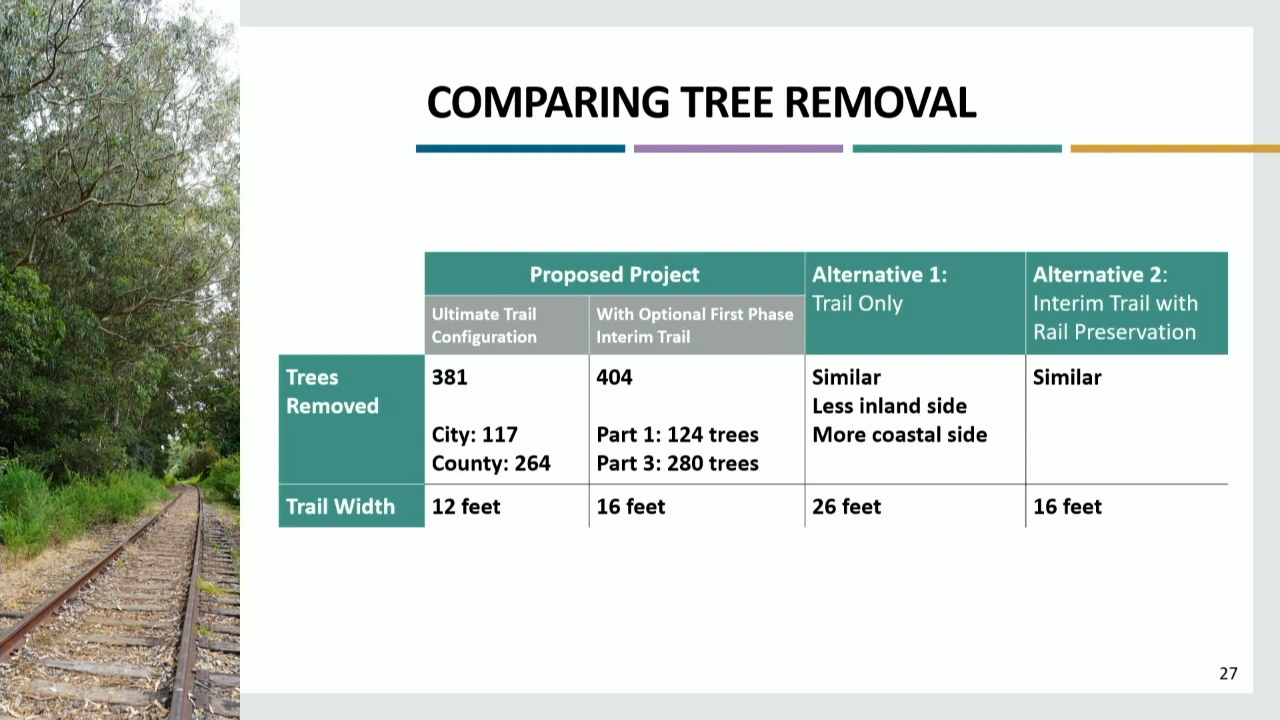 COMPARING TREE REMOVAL
Proposed Project
Alternative 1:
Trail Only
Alternative 2:
Interim Trail with
Rail Preservation
Ultimate Trail
Configuration
With Optional First Phase
Interim Trail
Trees
Removed
381
City: 117
County: 264
404
Part 1: 124 trees
Part 3: 280 trees
Similar
Less inland side
More coastal side
Similar
Trail Width
12 feet
16 feet
26 feet
16 feet
27